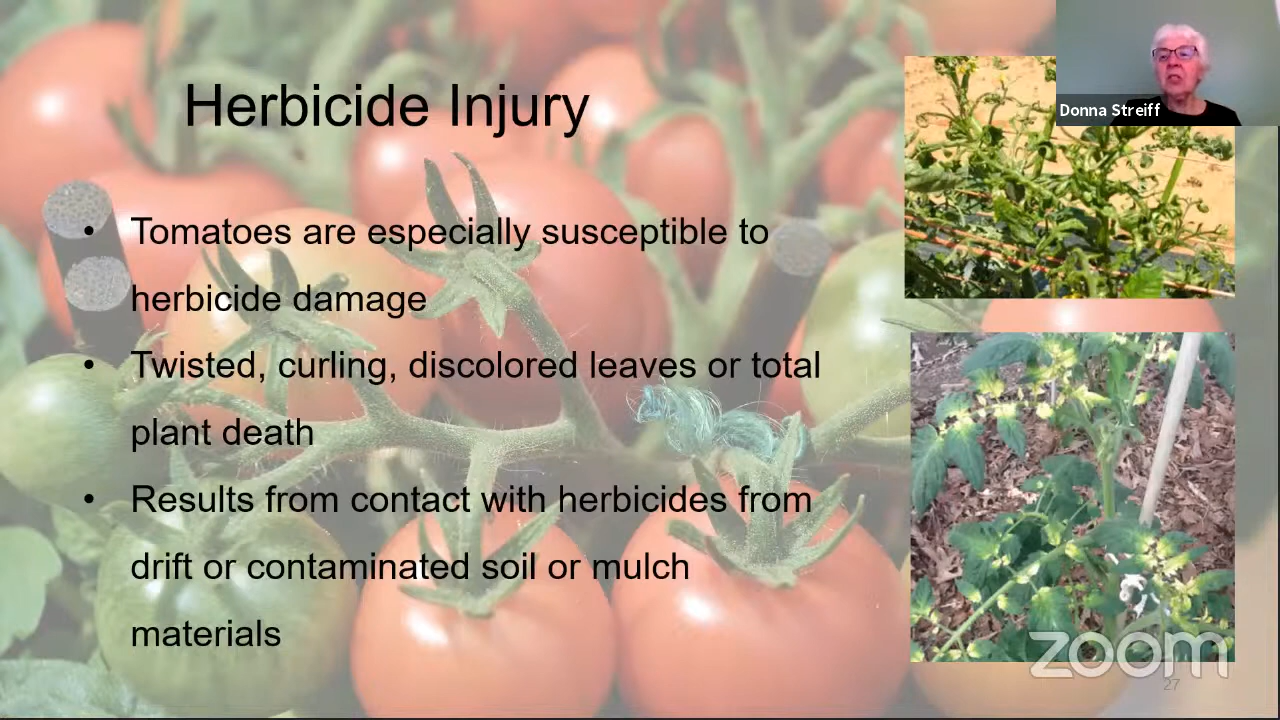 Herbicide Injury
Donna Streiff
• Tomatoes are especially susceptible to
herbicide damage
• Twisted, curling, discolored leaves or total
plant death
• Results from contact with herbicides from
drift or contaminated soil or mulch
materials
zoom
27